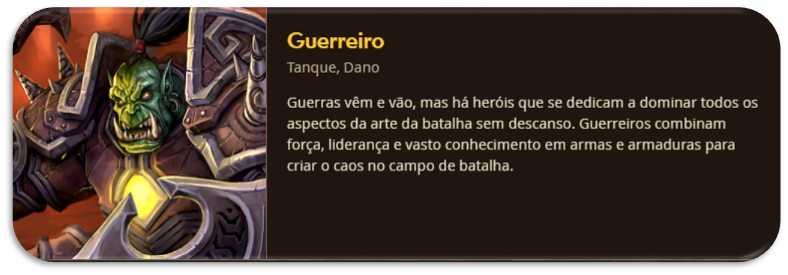 Guerreiro
Tanque, Dano
Guerras vêm e vão, mas há heróis que se dedicam a dominar todos os
aspectos da arte da batalha sem descanso. Guerreiros combinam
força, liderança e vasto conhecimento em armas e armaduras para
criar o caos no campo de batalha.